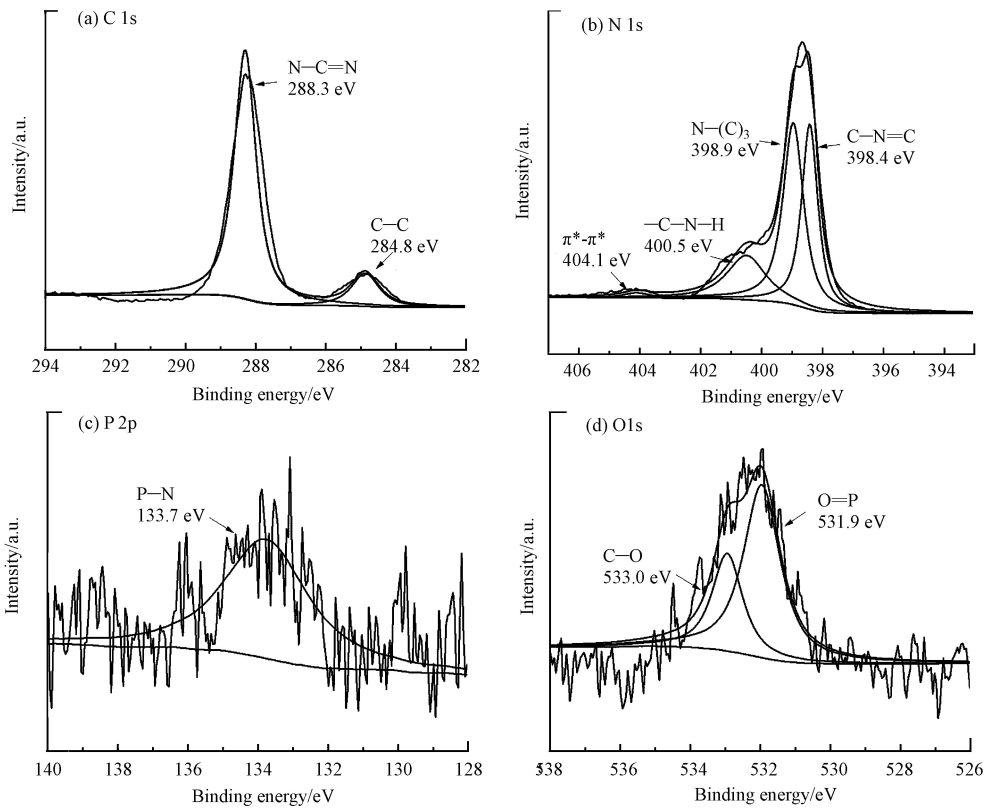 (a) C 1s
N—C=N
288.3 eV
C—C
284.8 eV
Intensity/a.u.
294 292 290 288 286 284 282
Binding energy/eV
(b) N 1s
N—(C)₃
398.9 eV
C—N=C
398.4 eV
—C—N—H
400.5 eV
π*-π*
404.1 eV
Intensity/a.u.
406 404 402 400 398 396 394
Binding energy/eV
(c) P 2p
P—N
133.7 eV
Intensity/a.u.
140 138 136 134 132 130 128
Binding energy/eV
(d) O1s
O=P
531.9 eV
C—O
533.0 eV
Intensity/a.u.
538 536 534 532 530 528 526
Binding energy/eV